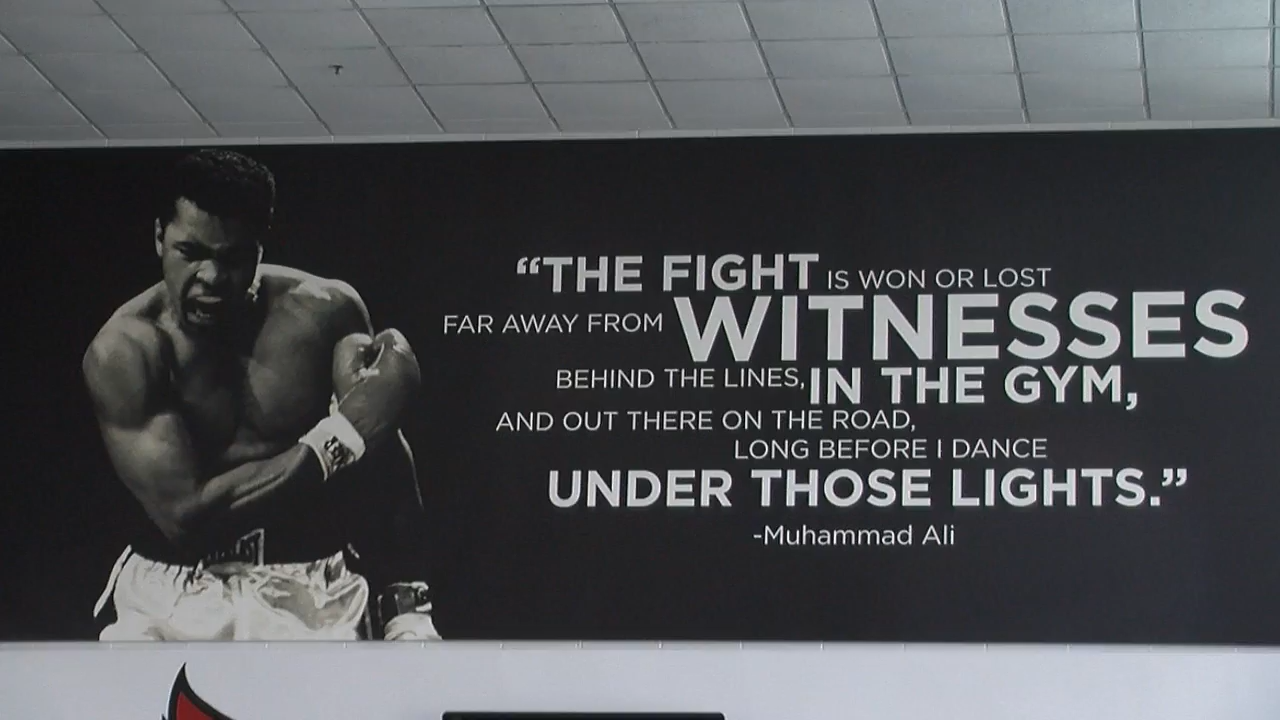 “THE FIGHT IS WON OR LOST
FAR AWAY FROM WITNESSES
BEHIND THE LINES, IN THE GYM,
AND OUT THERE ON THE ROAD,
LONG BEFORE I DANCE
UNDER THOSE LIGHTS.”
-Muhammad Ali